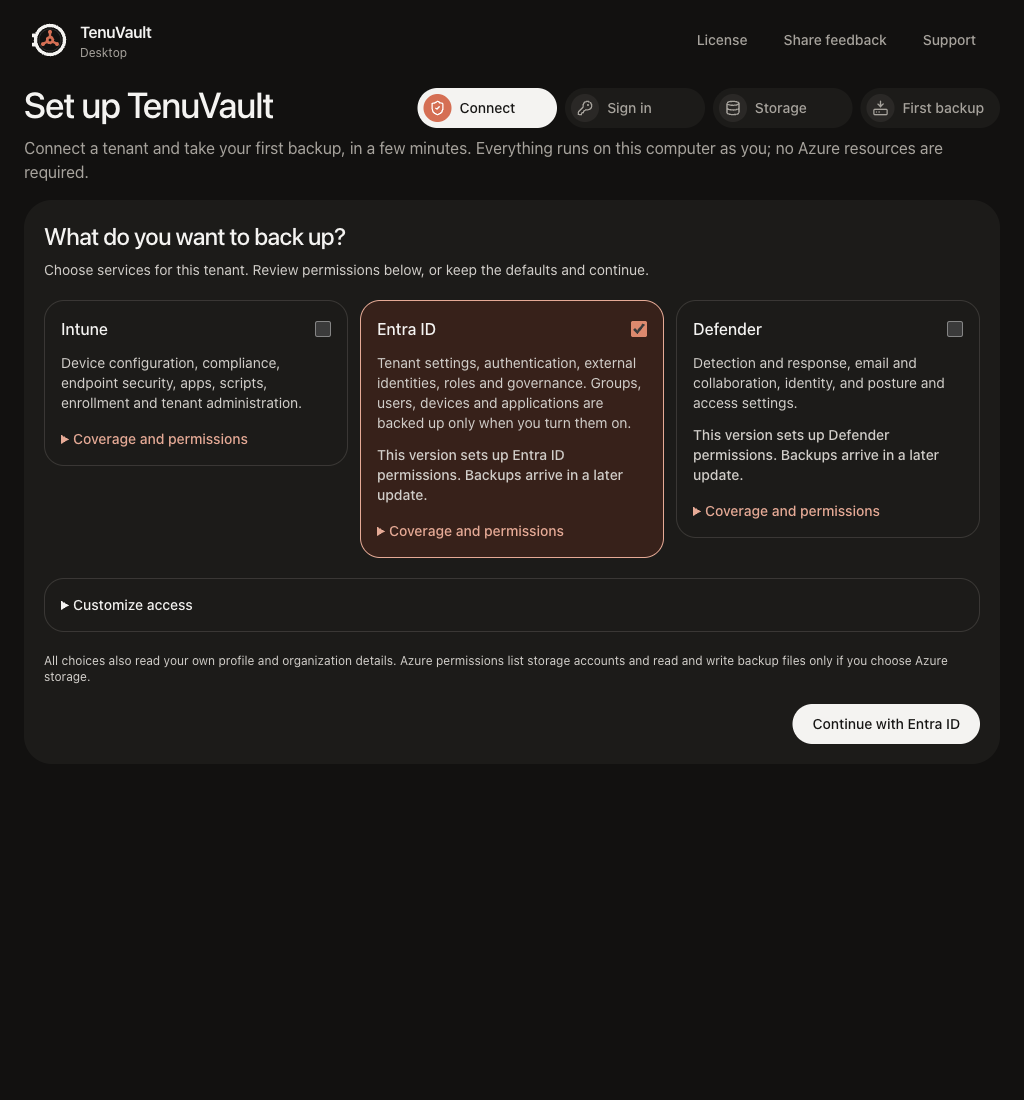 TenuVault
Desktop
License
Share feedback
Support
Set up TenuVault
Connect
Sign in
Storage
First backup
Connect a tenant and take your first backup, in a few minutes. Everything runs on this computer as you; no Azure resources are
required.
What do you want to back up?
Choose services for this tenant. Review permissions below, or keep the defaults and continue.
Intune
Device configuration, compliance,
endpoint security, apps, scripts,
enrollment and tenant administration.
Coverage and permissions
Entra ID
Tenant settings, authentication, external
identities, roles and governance. Groups,
users, devices and applications are
backed up only when you turn them on.
This version sets up Entra ID
permissions. Backups arrive in a later
update.
Coverage and permissions
Defender
Detection and response, email and
collaboration, identity, and posture and
access settings.
This version sets up Defender
permissions. Backups arrive in a later
update.
Coverage and permissions
Customize access
All choices also read your own profile and organization details. Azure permissions list storage accounts and read and write backup files only if you choose Azure
storage.
Continue with Entra ID